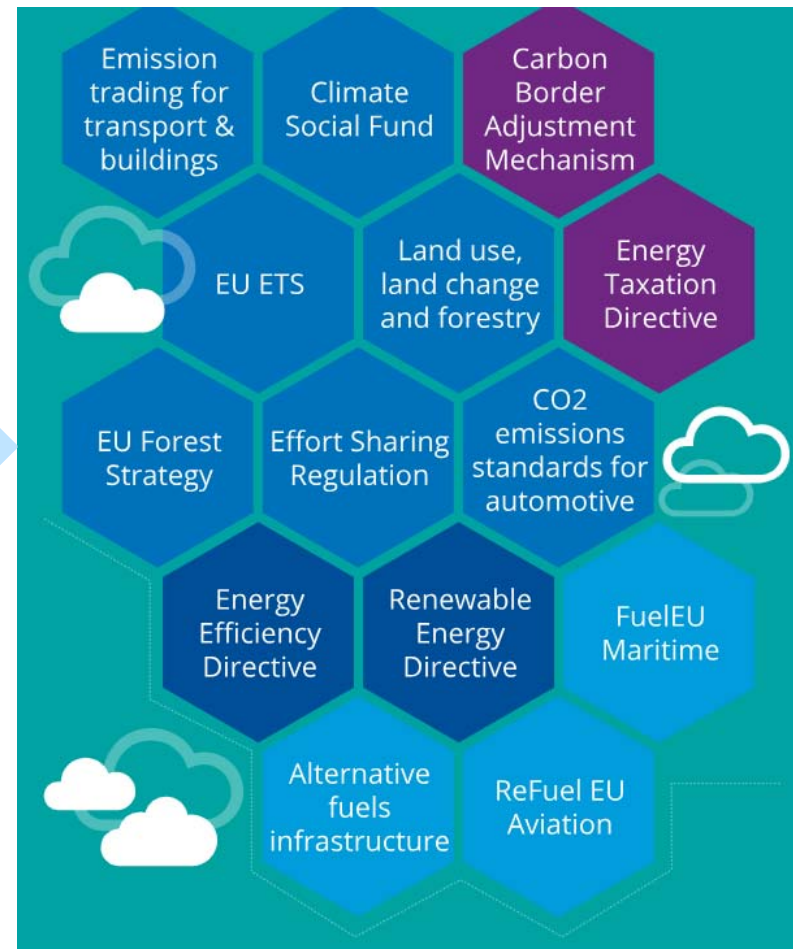 Emission
trading for
transport &
buildings
Climate
Social Fund
Carbon
Border
Adjustment
Mechanism
EU ETS
Land use,
land change
and forestry
Energy
Taxation
Directive
EU Forest
Strategy
Effort Sharing
Regulation
CO2
emissions
standards for
automotive
Energy
Efficiency
Directive
Renewable
Energy
Directive
FuelEU
Maritime
Alternative
fuels
infrastructure
ReFuel EU
Aviation